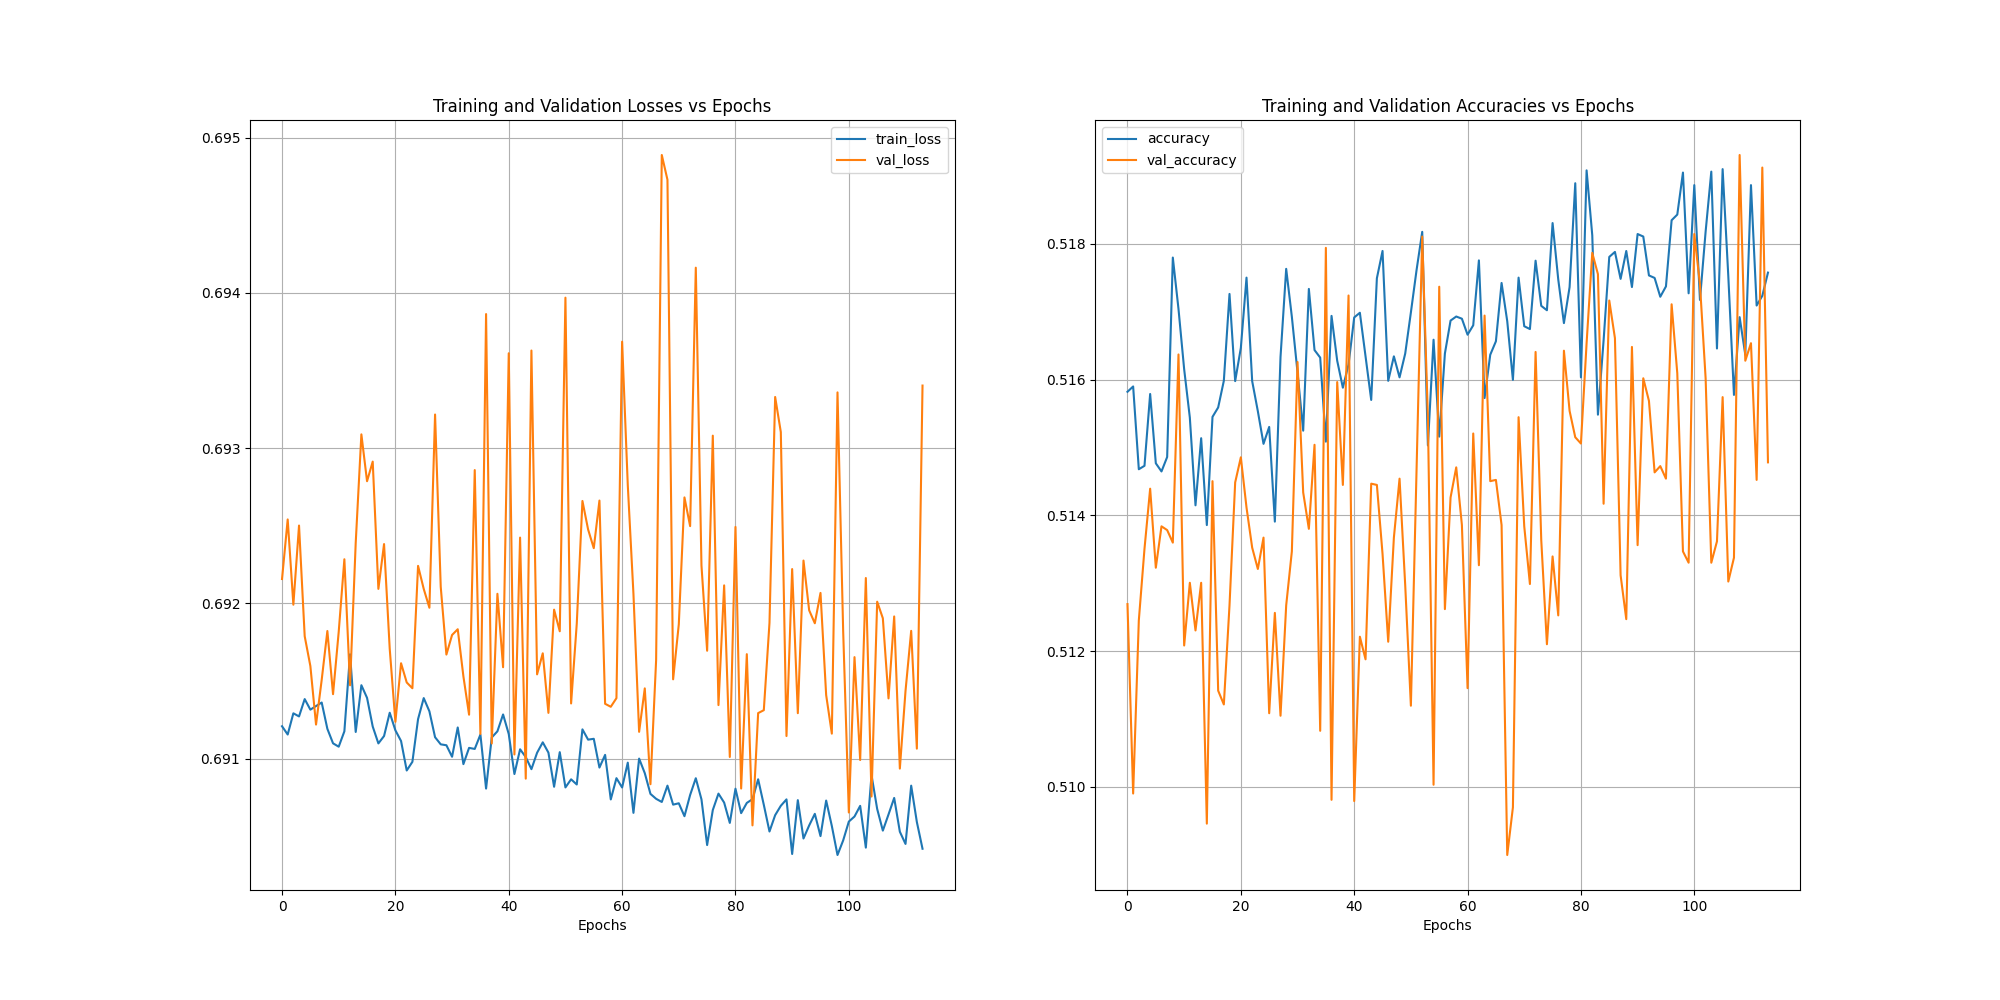 Training and Validation Losses vs Epochs
0.695
0.694
0.693
0.692
0.691
train_loss
val_loss
0 20 40 60 80 100
Epochs
Training and Validation Accuracies vs Epochs
accuracy
val_accuracy
0.518
0.516
0.514
0.512
0.510
0 20 40 60 80 100
Epochs